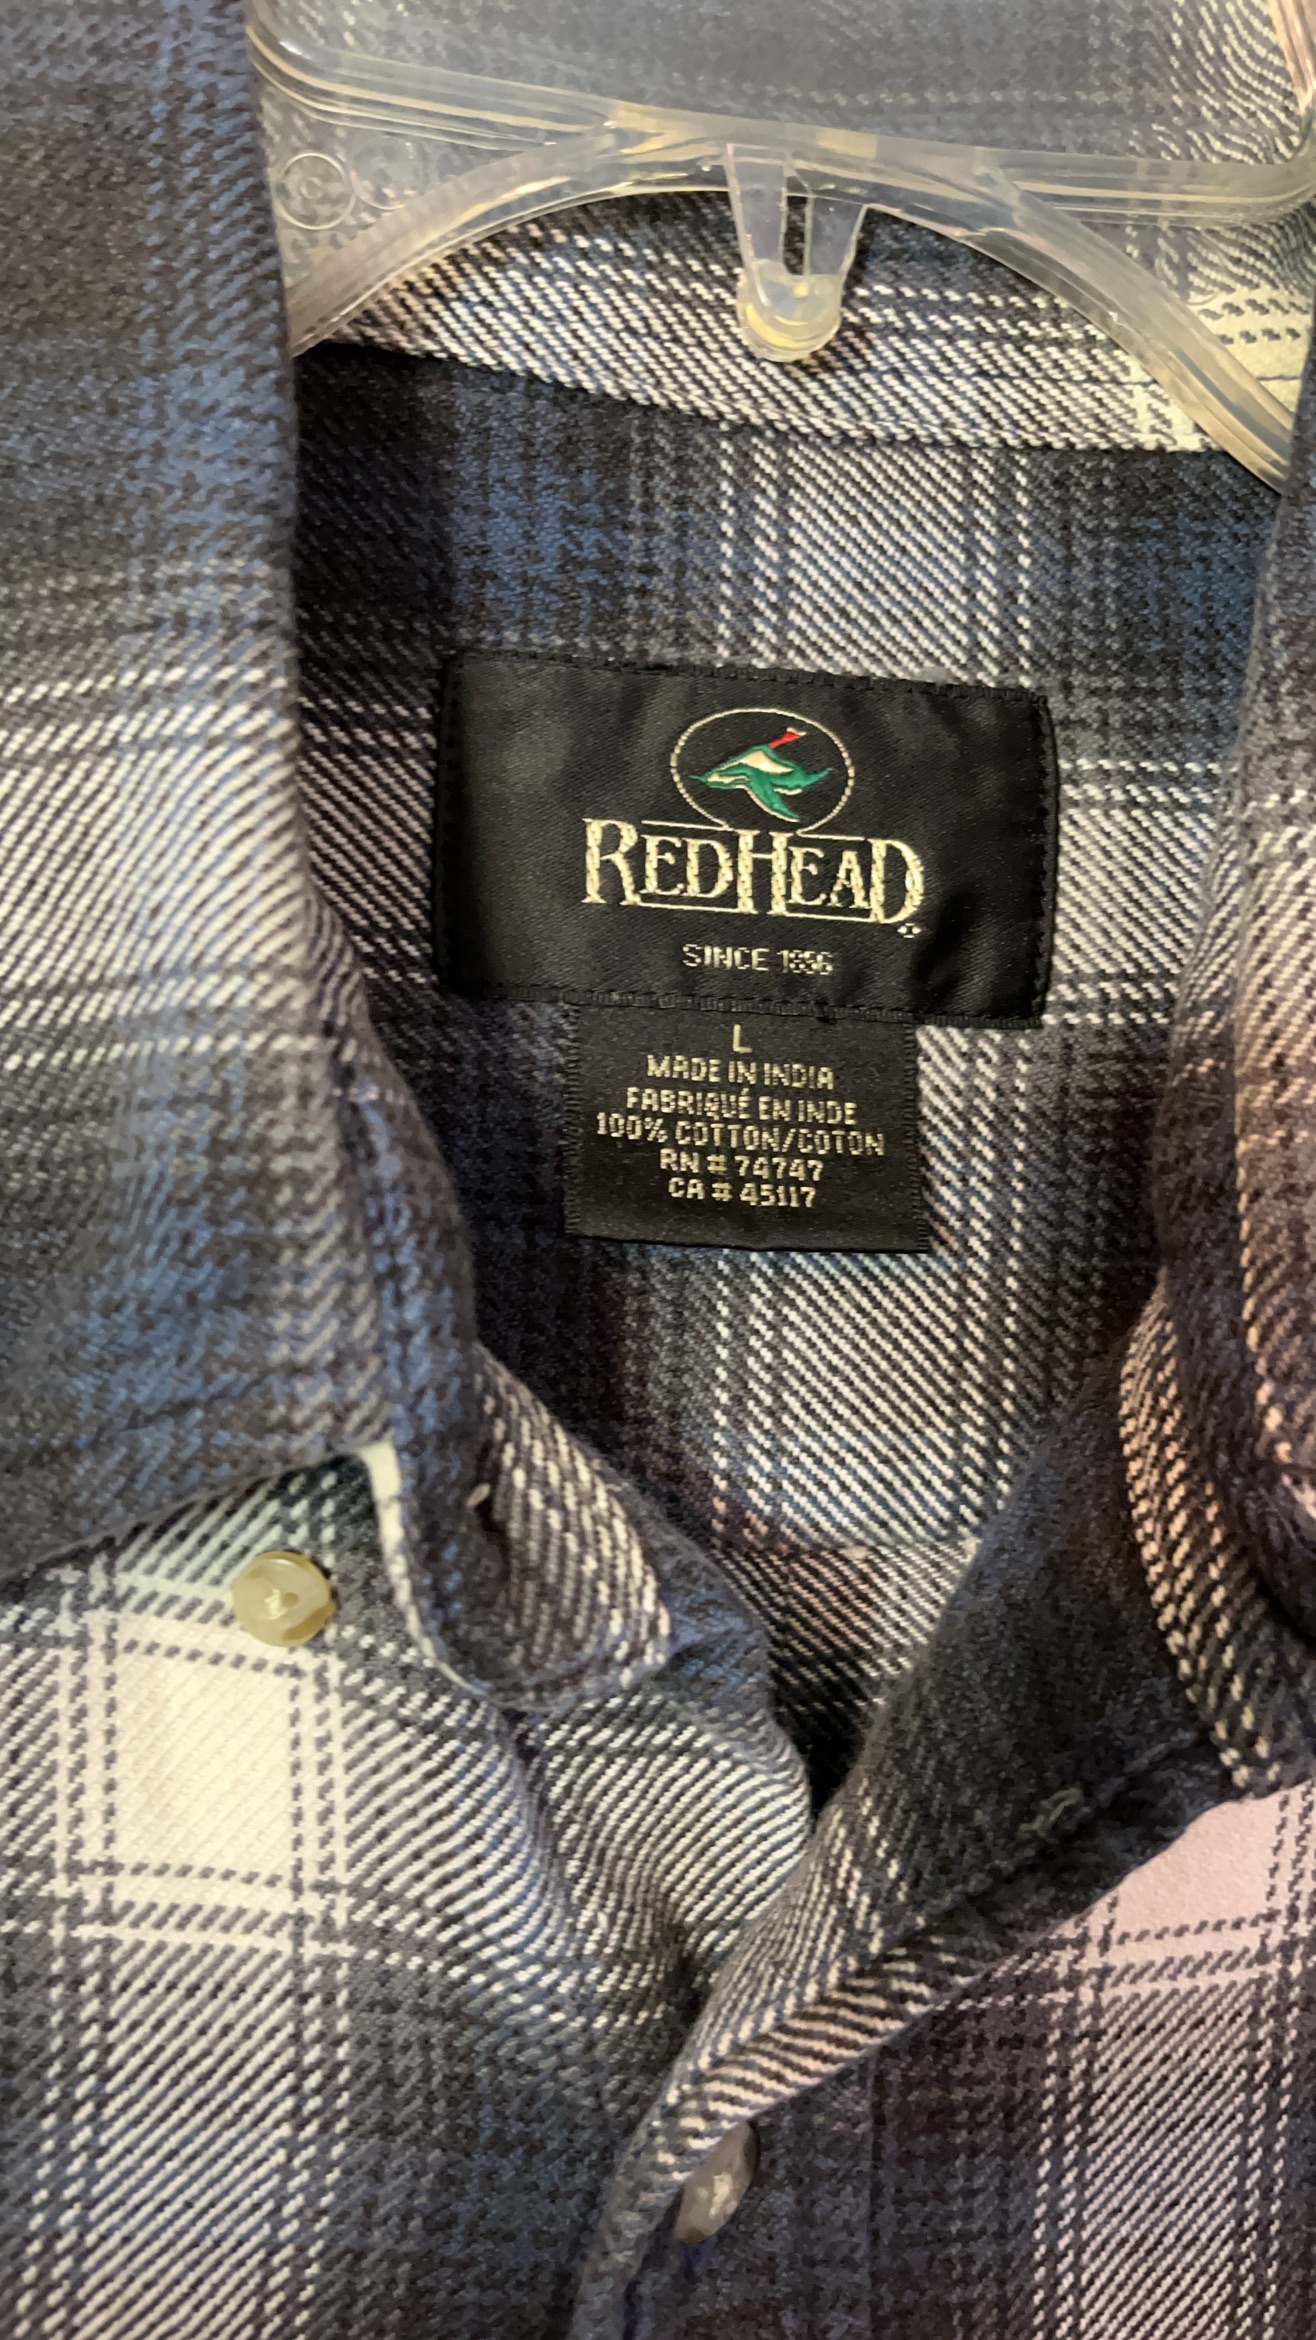 REDHEAD
SINCE 1856
L
MADE IN INDIA
FABRIQUÉ EN INDE
100% COTTON/COTON
RN # 74747
CA # 45117